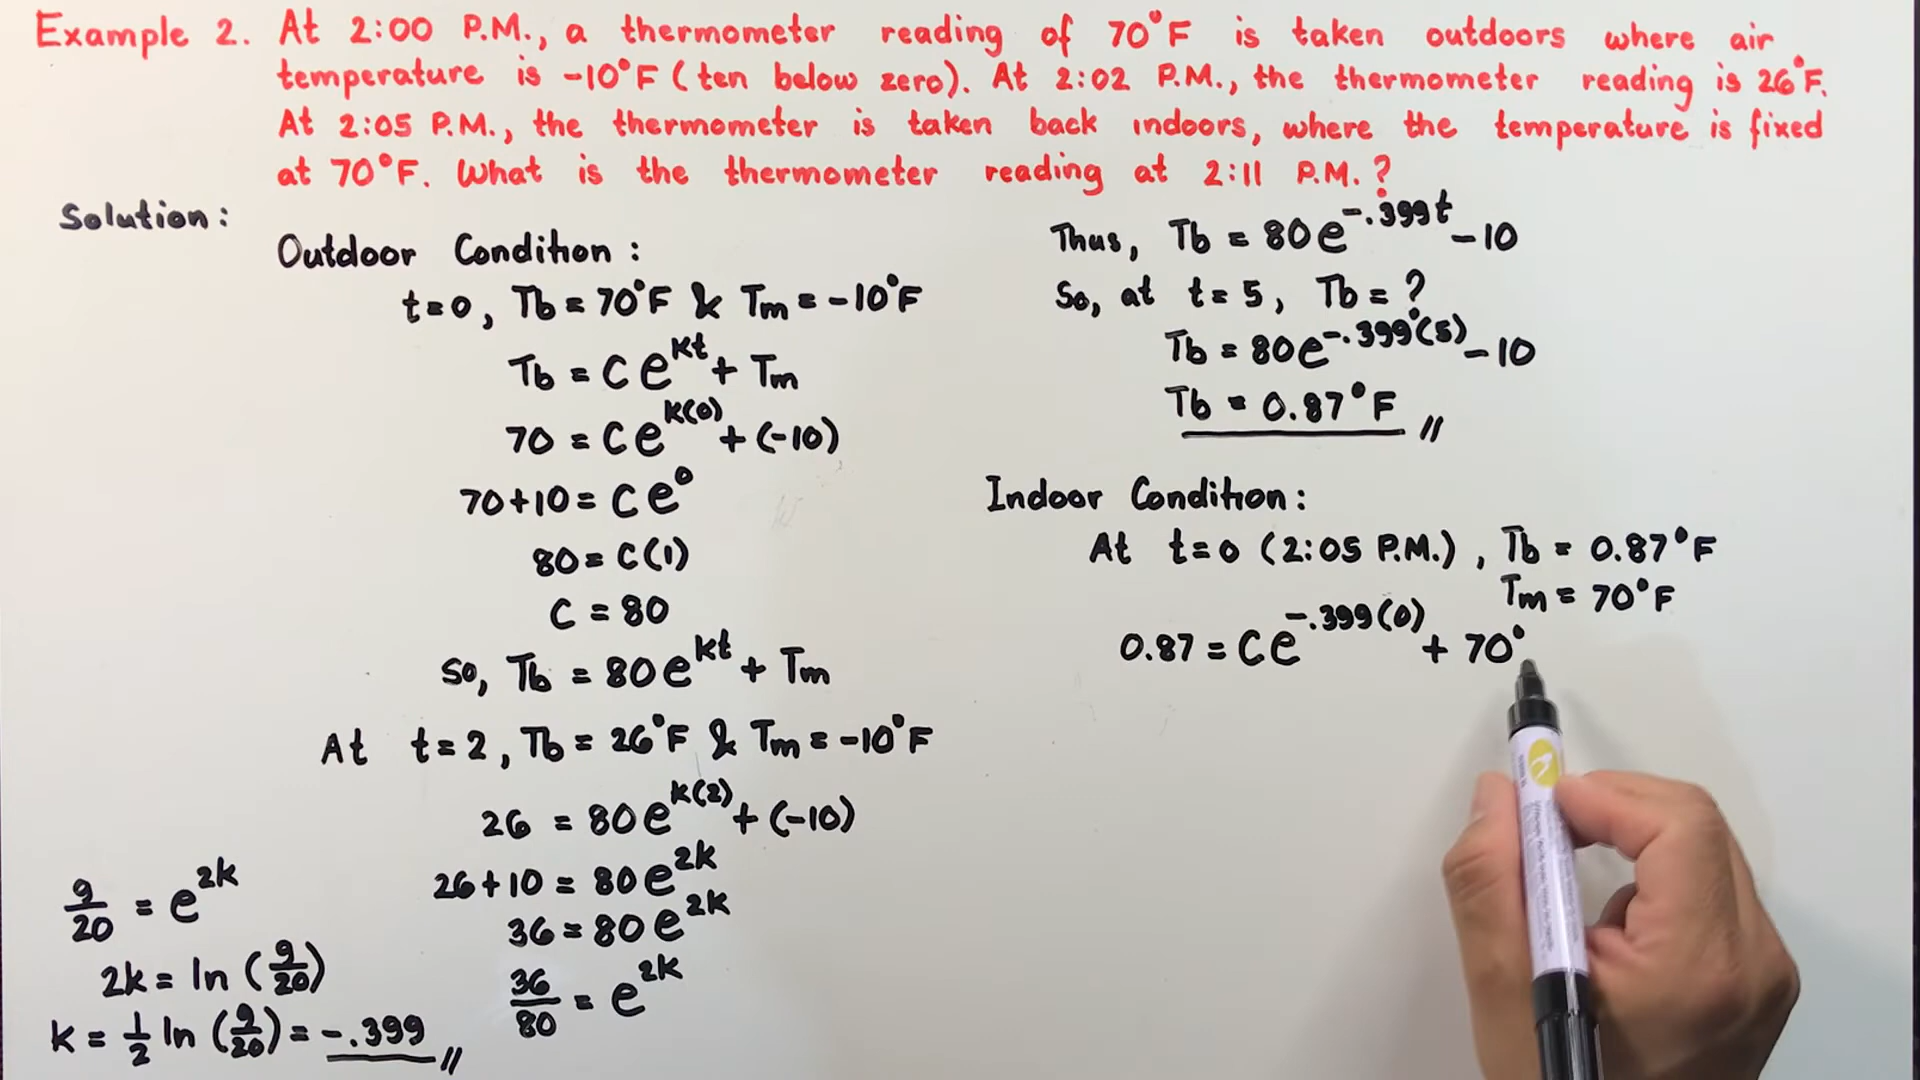 Example 2. At 2:00 P.M., a thermometer reading of 70°F is taken outdoors where air
temperature is -10°F (ten below zero). At 2:02 P.M., the thermometer reading is 26°F.
At 2:05 P.M., the thermometer is taken back indoors, where the temperature is fixed
at 70°F. What is the thermometer reading at 2:11 P.M.?
Solution:
Outdoor Condition:
t=0, Tb = 70°F & Tm = -10°F
Tb = Ce^{kt} + Tm
70 = Ce^{k(0)} + (-10)
70+10 = Ce^0
80 = C(1)
C = 80
So, Tb = 80e^{kt} + Tm
At t=2, Tb = 26°F & Tm = -10°F
26 = 80e^{k(2)} + (-10)
26+10 = 80e^{2k}
36 = 80e^{2k}
36/80 = e^{2k}
9/20 = e^{2k}
2k = ln (9/20)
k = 1/2 ln (9/20) = -.399 //
Thus, Tb = 80e^{-.399t} - 10
So, at t = 5, Tb = ?
Tb = 80e^{-.399(5)} - 10
Tb = 0.87°F //
Indoor Condition:
At t=0 (2:05 P.M.), Tb = 0.87°F
Tm = 70°F
0.87 = Ce^{-.399(0)} + 70°